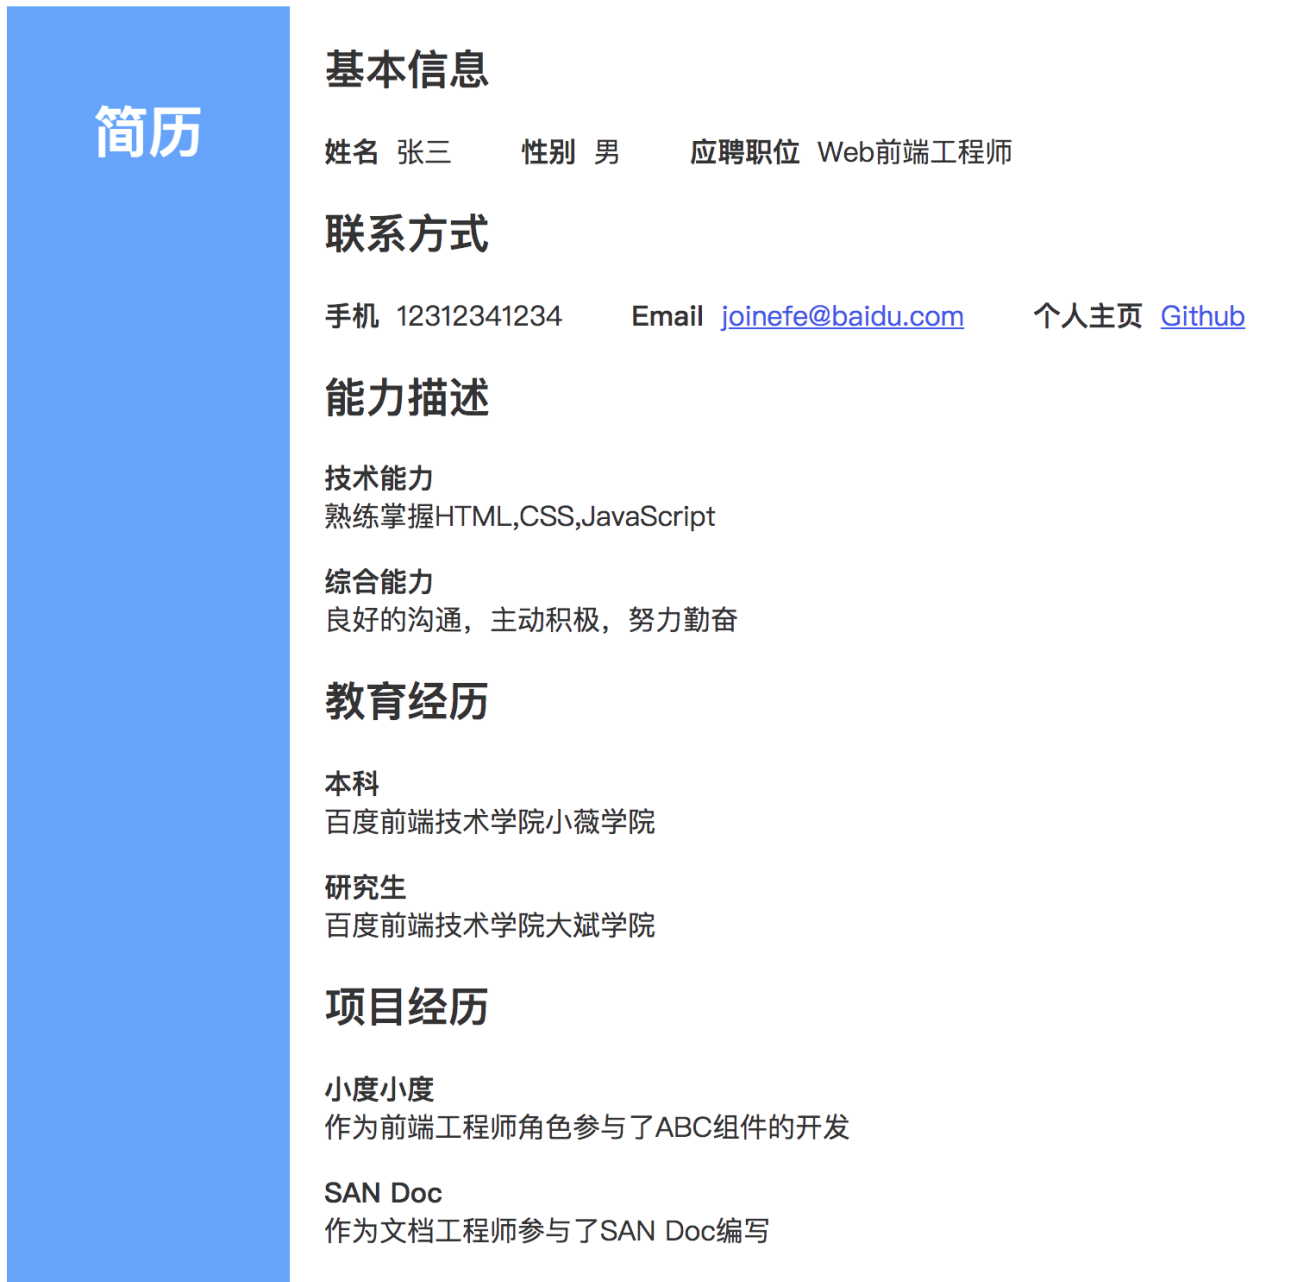 简历
基本信息
姓名 张三 性别 男 应聘职位 Web前端工程师
联系方式
手机 12312341234 Email joinefe@baidu.com 个人主页 Github
能力描述
技术能力
熟练掌握HTML,CSS,JavaScript
综合能力
良好的沟通，主动积极，努力勤奋
教育经历
本科
百度前端技术学院小薇学院
研究生
百度前端技术学院大斌学院
项目经历
小度小度
作为前端工程师角色参与了ABC组件的开发
SAN Doc
作为文档工程师参与了SAN Doc编写